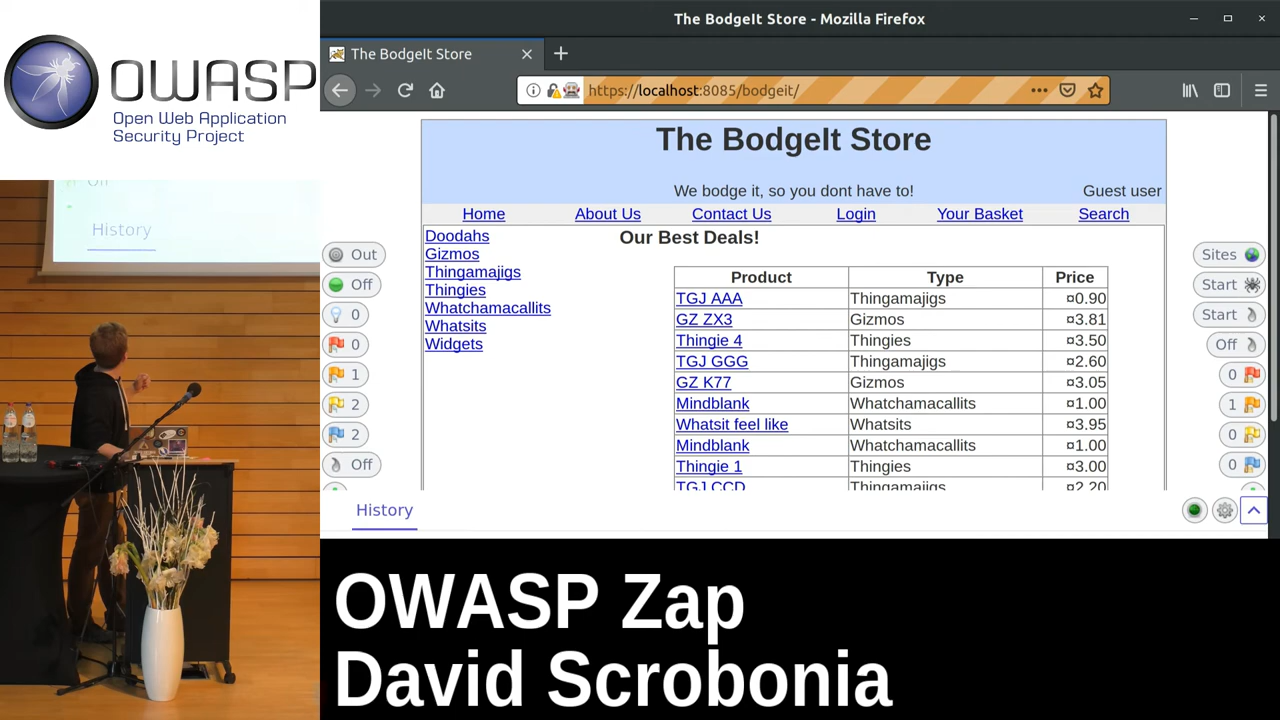 OWASP
Open Web Application
Security Project
Off
History
The BodgeIt Store - Mozilla Firefox
The BodgeIt Store
https://localhost:8085/bodgeit/
The BodgeIt Store
We bodge it, so you dont have to!
Guest user
Home About Us Contact Us Login Your Basket Search
Doodahs
Gizmos
Thingamajigs
Thingies
Whatchamacallits
Whatsits
Widgets
Our Best Deals!
Product Type Price
TGJ AAA Thingamajigs ¤0.90
GZ ZX3 Gizmos ¤3.81
Thingie 4 Thingies ¤3.50
TGJ GGG Thingamajigs ¤2.60
GZ K77 Gizmos ¤3.05
Mindblank Whatchamacallits ¤1.00
Whatsit feel like Whatsits ¤3.95
Mindblank Whatchamacallits ¤1.00
Thingie 1 Thingies ¤3.00
TGJ CCD Thingamajigs ¤2.20
Out
Off
0
0
1
2
2
Off
Sites
Start
Start
Off
0
1
0
0
History
OWASP Zap
David Scrobonia